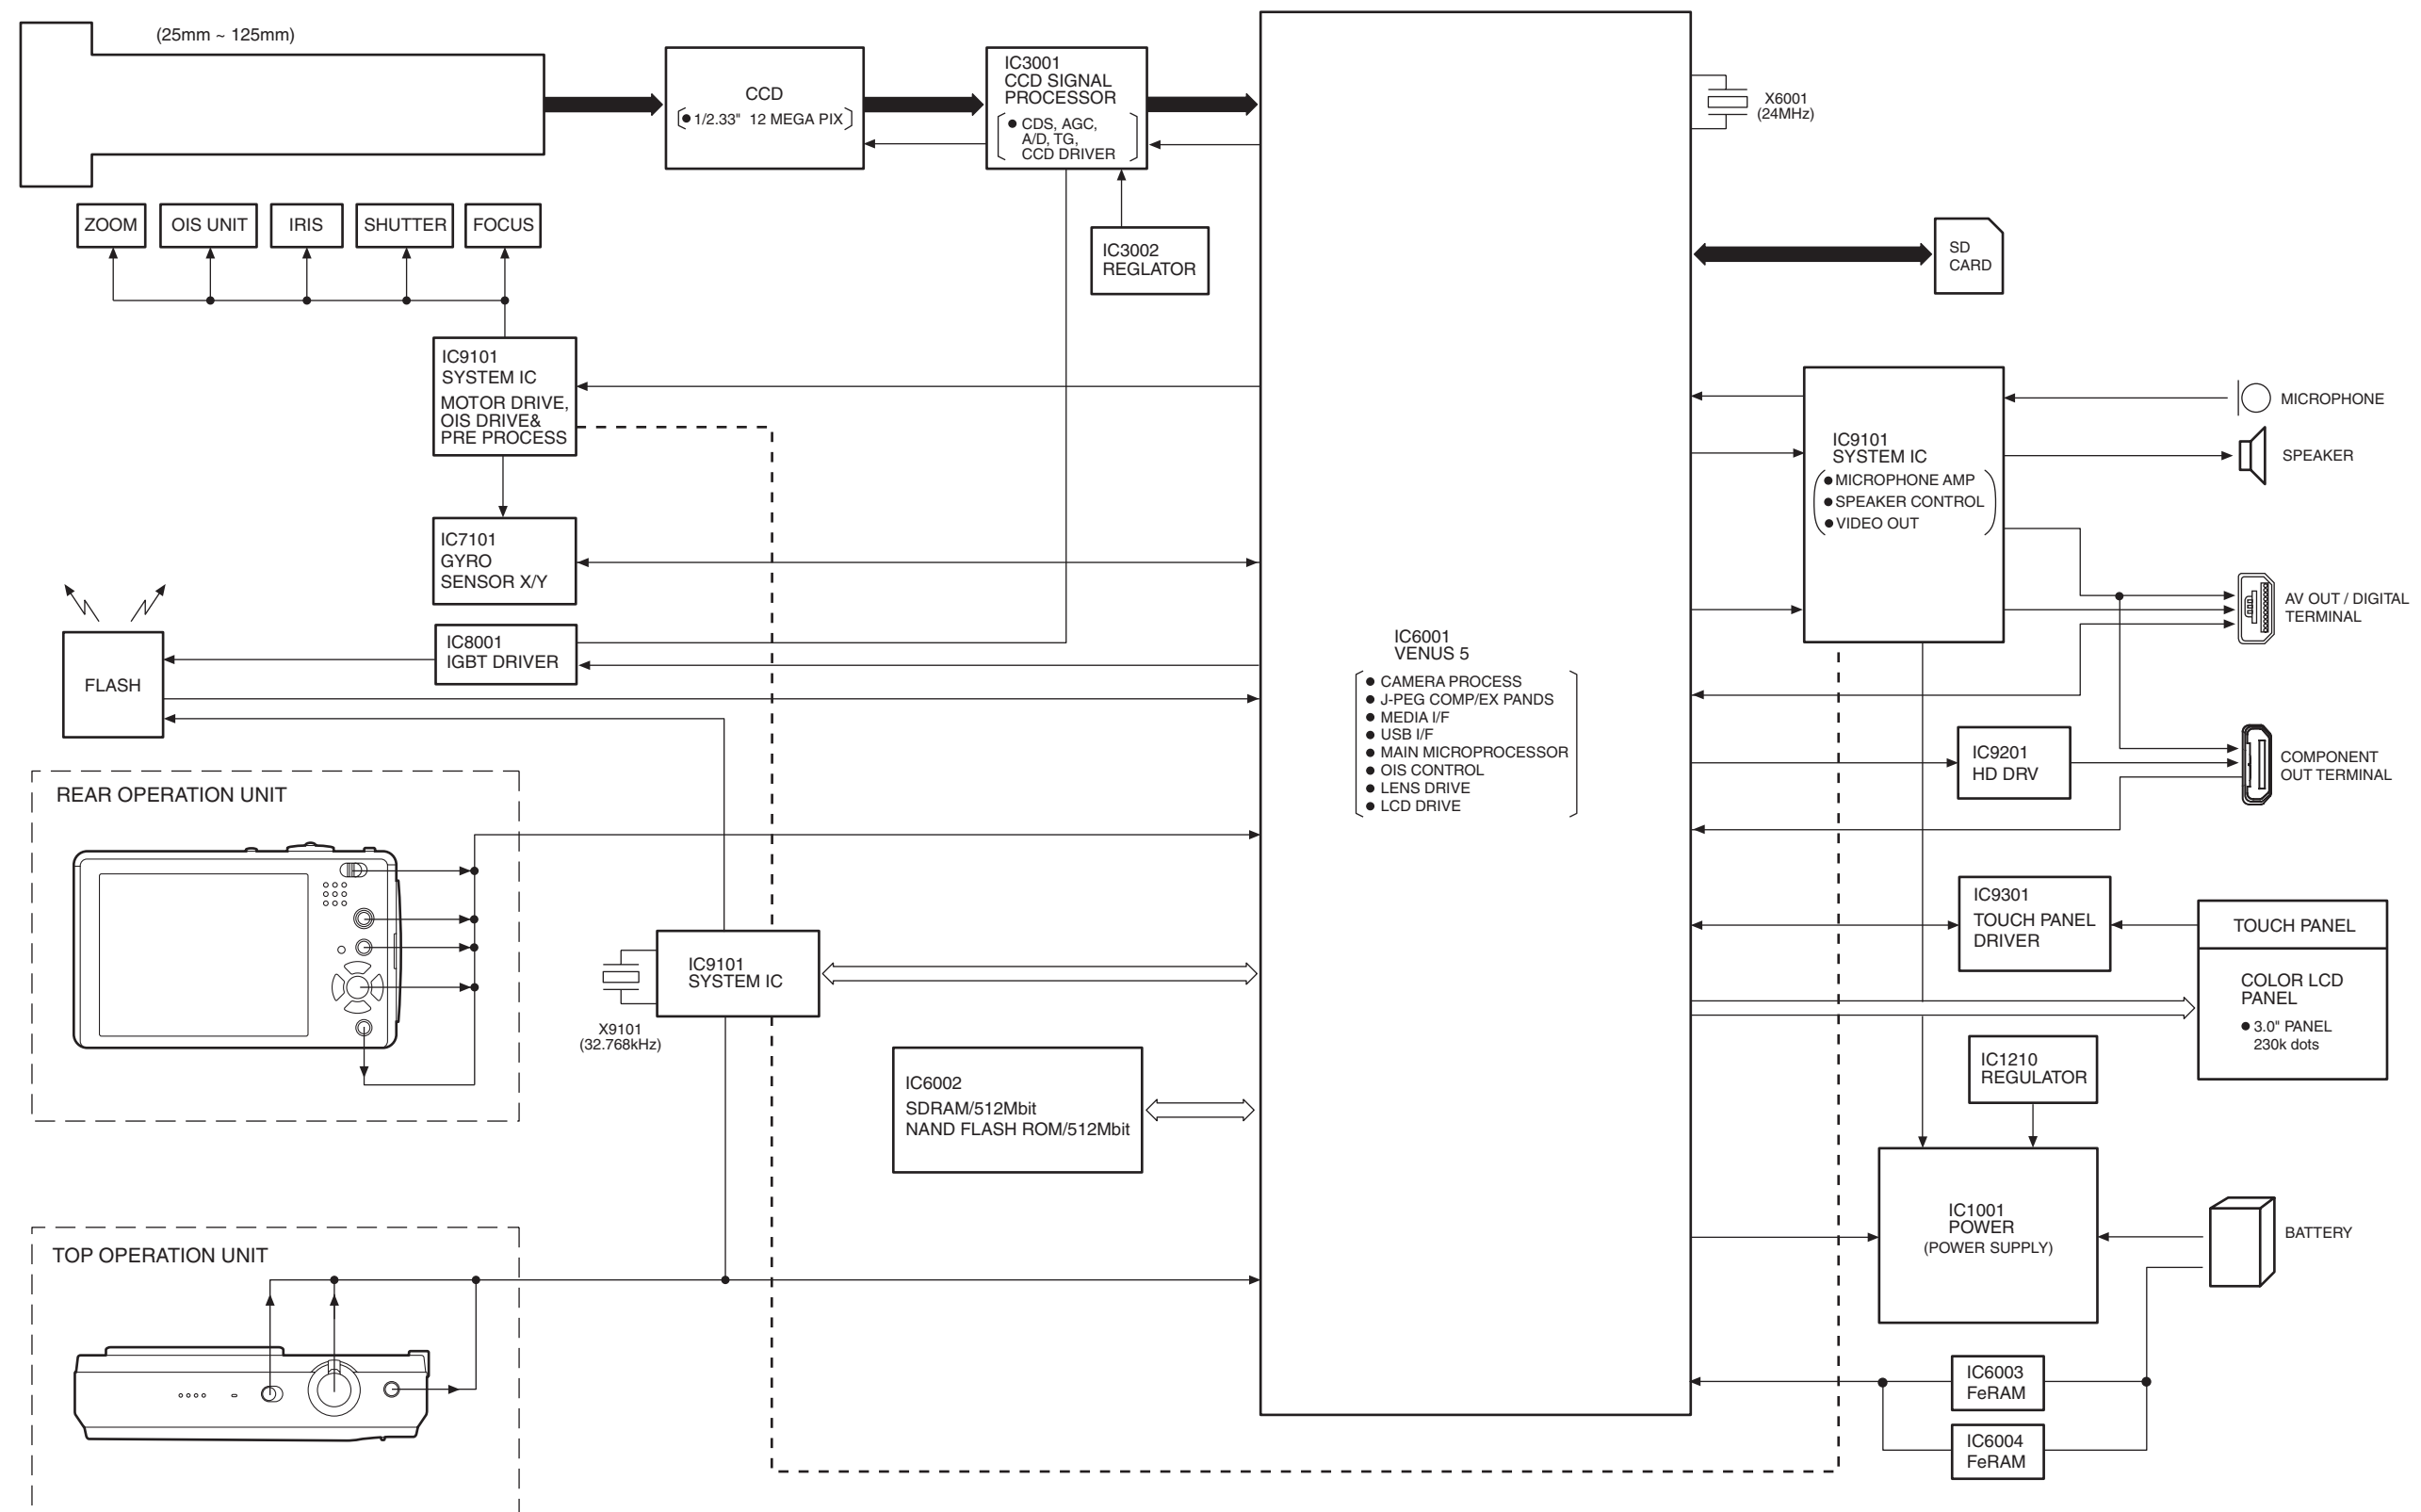 (25mm ~ 125mm)
CCD
● 1/2.33" 12 MEGA PIX
IC3001
CCD SIGNAL
PROCESSOR
● CDS, AGC,
A/D, TG,
CCD DRIVER
X6001
(24MHz)
ZOOM
OIS UNIT
IRIS
SHUTTER
FOCUS
IC3002
REGLATOR
SD
CARD
IC9101
SYSTEM IC
MOTOR DRIVE,
OIS DRIVE&
PRE PROCESS
IC9101
SYSTEM IC
● MICROPHONE AMP
● SPEAKER CONTROL
● VIDEO OUT
MICROPHONE
SPEAKER
IC7101
GYRO
SENSOR X/Y
AV OUT / DIGITAL
TERMINAL
FLASH
IC8001
IGBT DRIVER
IC6001
VENUS 5
● CAMERA PROCESS
● J-PEG COMP/EX PANDS
● MEDIA I/F
● USB I/F
● MAIN MICROPROCESSOR
● OIS CONTROL
● LENS DRIVE
● LCD DRIVE
IC9201
HD DRV
COMPONENT
OUT TERMINAL
REAR OPERATION UNIT
IC9301
TOUCH PANEL
DRIVER
TOUCH PANEL
COLOR LCD
PANEL
● 3.0" PANEL
230k dots
IC9101
SYSTEM IC
X9101
(32.768kHz)
IC6002
SDRAM/512Mbit
NAND FLASH ROM/512Mbit
IC1210
REGULATOR
IC1001
POWER
(POWER SUPPLY)
BATTERY
TOP OPERATION UNIT
IC6003
FeRAM
IC6004
FeRAM